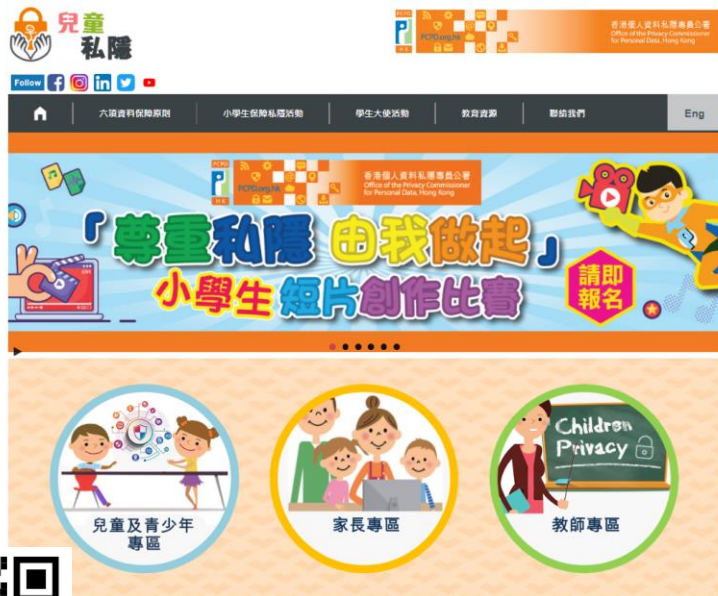 兒童
私隱
PCPD
PCPD.org.hk
H K
香港個人資料私隱專員公署
Office of the Privacy Commissioner
for Personal Data, Hong Kong
Follow
六項資料保障原則
小學生保障私隱活動
學生大使活動
教育資源
聯絡我們
Eng
PCPD
PCPD.org.hk
H K
香港個人資料私隱專員公署
Office of the Privacy Commissioner
for Personal Data, Hong Kong
「尊重私隱 由我做起」
小學生短片創作比賽
請即
報名
Children
Privacy
兒童及青少年
專區
家長專區
教師專區